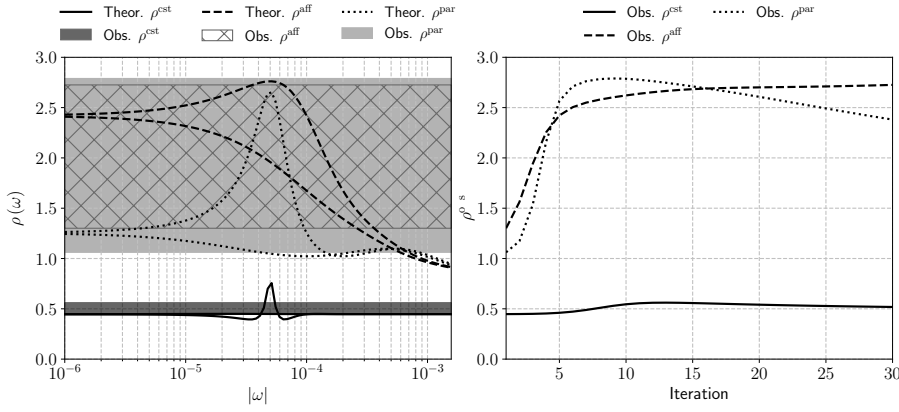 Theor. ρ^cst
Theor. ρ^aff
Theor. ρ^par
Obs. ρ^cst
Obs. ρ^aff
Obs. ρ^par
3.0
2.5
2.0
1.5
1.0
0.5
0.0
ρ(ω)
10^−6
10^−5
10^−4
10^−3
|ω|
Obs. ρ^cst
Obs. ρ^par
Obs. ρ^aff
3.0
2.5
2.0
1.5
1.0
0.5
0.0
ρ^o s
5
10
15
20
25
30
Iteration